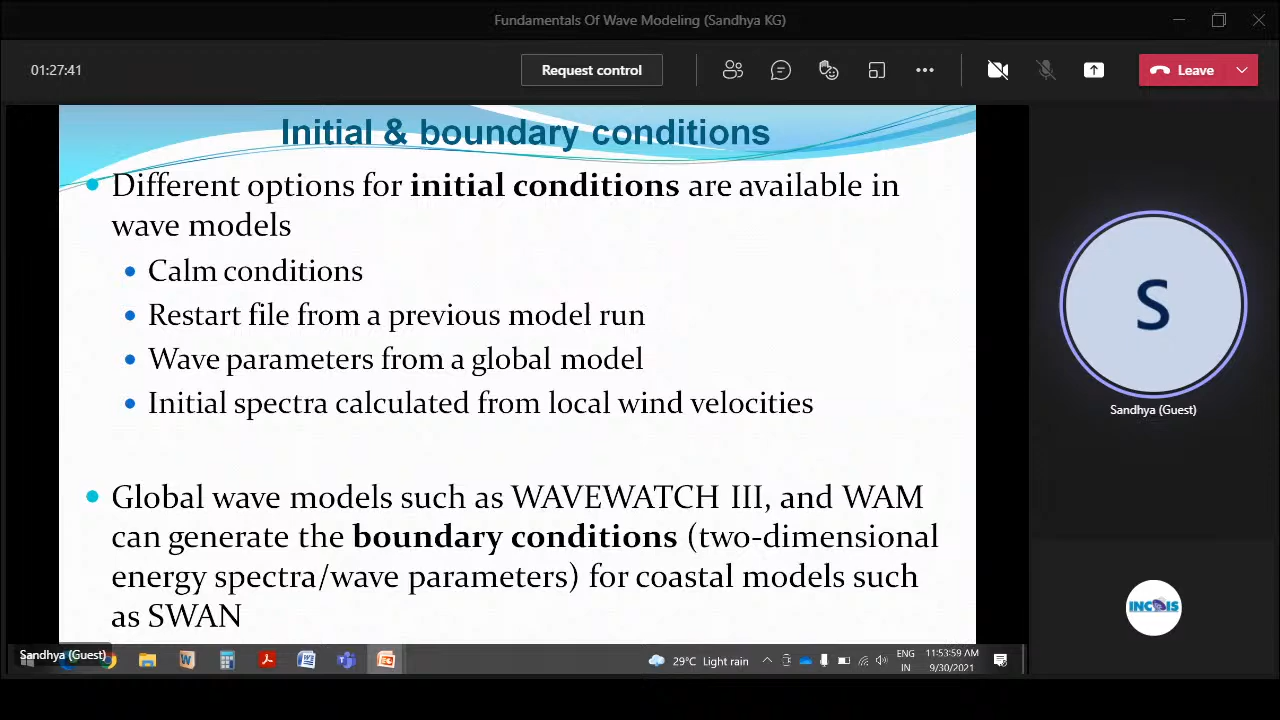 Fundamentals Of Wave Modeling (Sandhya KG)
01:27:41
Request control
Leave
Initial & boundary conditions
Different options for initial conditions are available in
wave models
Calm conditions
Restart file from a previous model run
Wave parameters from a global model
Initial spectra calculated from local wind velocities
Global wave models such as WAVEWATCH III, and WAM
can generate the boundary conditions (two-dimensional
energy spectra/wave parameters) for coastal models such
as SWAN
S
Sandhya (Guest)
INCOIS
Sandhya (Guest)
29°C Light rain
ENG
IN
11:53:59 AM
9/30/2021